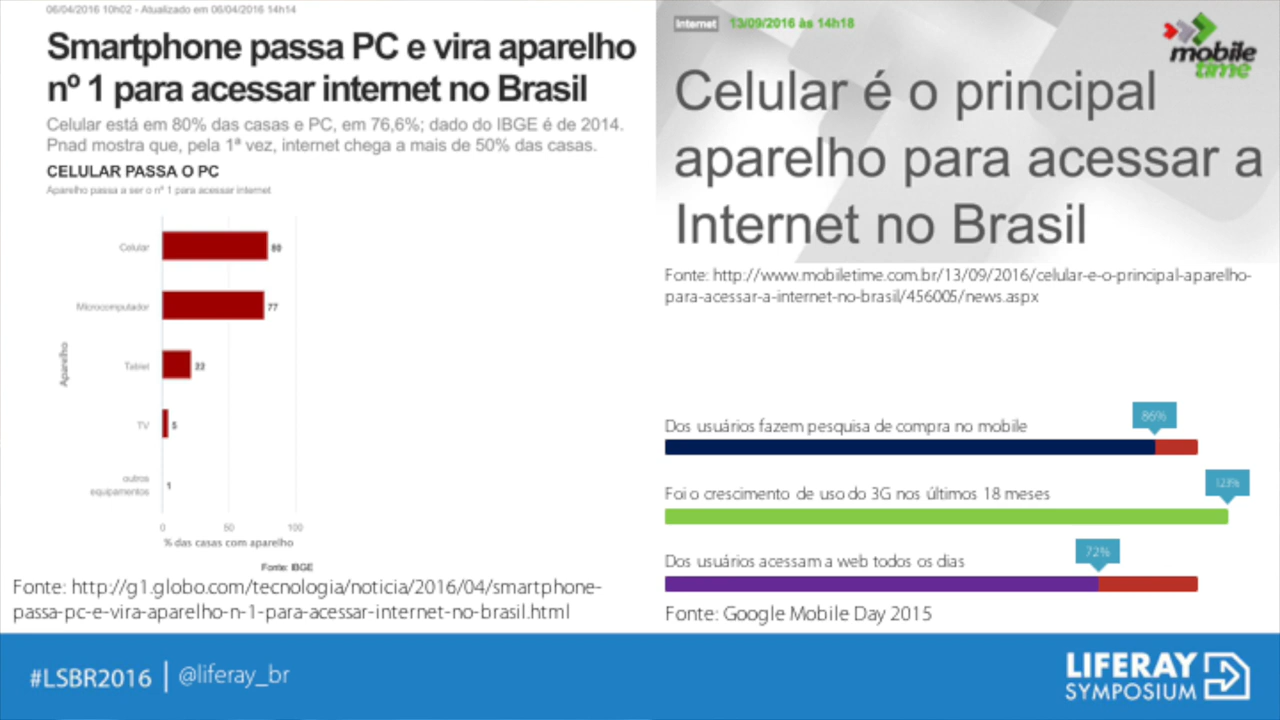 06/04/2016 10h02 - Atualizado em 06/04/2016 14h14
Smartphone passa PC e vira aparelho
nº 1 para acessar internet no Brasil
Celular está em 80% das casas e PC, em 76,6%; dado do IBGE é de 2014.
Pnad mostra que, pela 1ª vez, internet chega a mais de 50% das casas.
CELULAR PASSA O PC
Aparelho passa a ser o nº 1 para acessar internet
Aparelho
Celular
80
Microcomputador
77
Tablet
22
TV
5
outros
equipamentos
1
0 50 100
% das casas com aparelho
Fonte: IBGE
Fonte: http://g1.globo.com/tecnologia/noticia/2016/04/smartphone-
passa-pc-e-vira-aparelho-n-1-para-acessar-internet-no-brasil.html
Internet 13/09/2016 às 14h18
mobile
time
Celular é o principal
aparelho para acessar a
Internet no Brasil
Fonte: http://www.mobiletime.com.br/13/09/2016/celular-e-o-principal-aparelho-
para-acessar-a-internet-no-brasil/456005/news.aspx
86%
Dos usuários fazem pesquisa de compra no mobile
123%
Foi o crescimento de uso do 3G nos últimos 18 meses
72%
Dos usuários acessam a web todos os dias
Fonte: Google Mobile Day 2015
#LSBR2016 | @liferay_br
LIFERAY
SYMPOSIUM